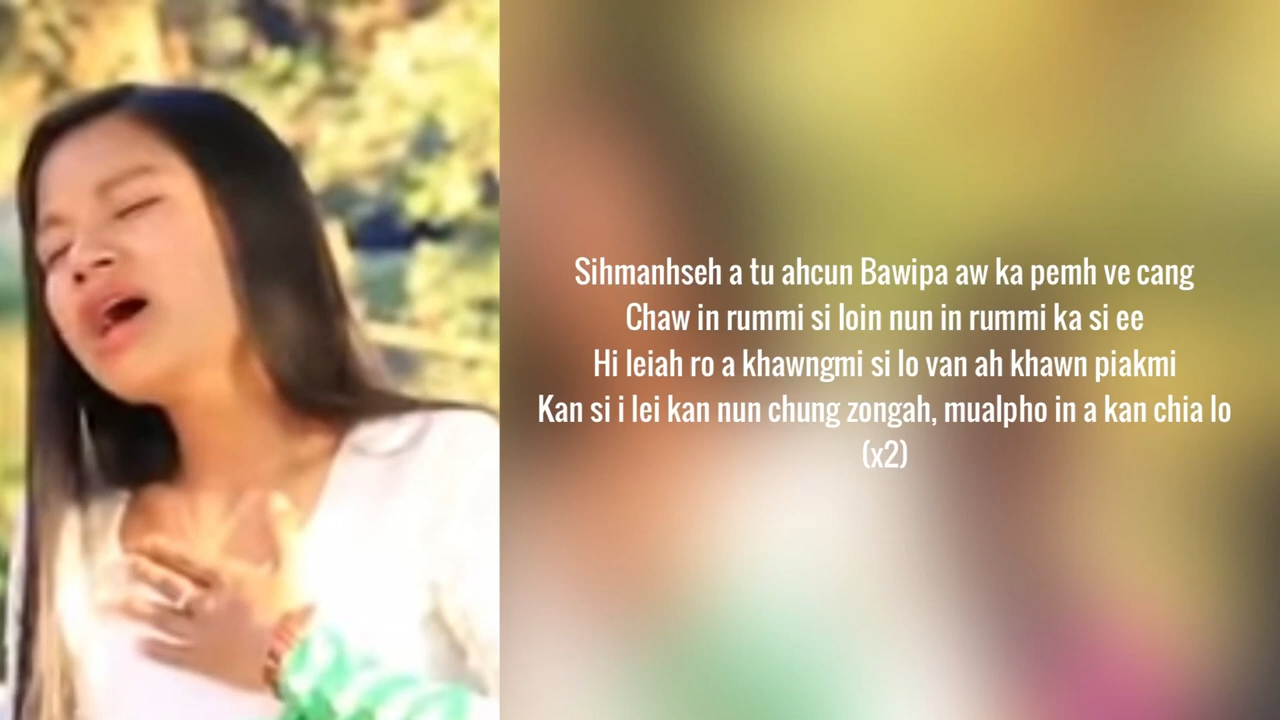 Sihmanhseh a tu ahcun Bawipa aw ka pemh ve cang
Chaw in rummi si loin nun in rummi ka si ee
Hi leiah ro a khawngmi si lo van ah khawn piakmi
Kan si i lei kan nun chung zongah, mualpho in a kan chia lo
(x2)